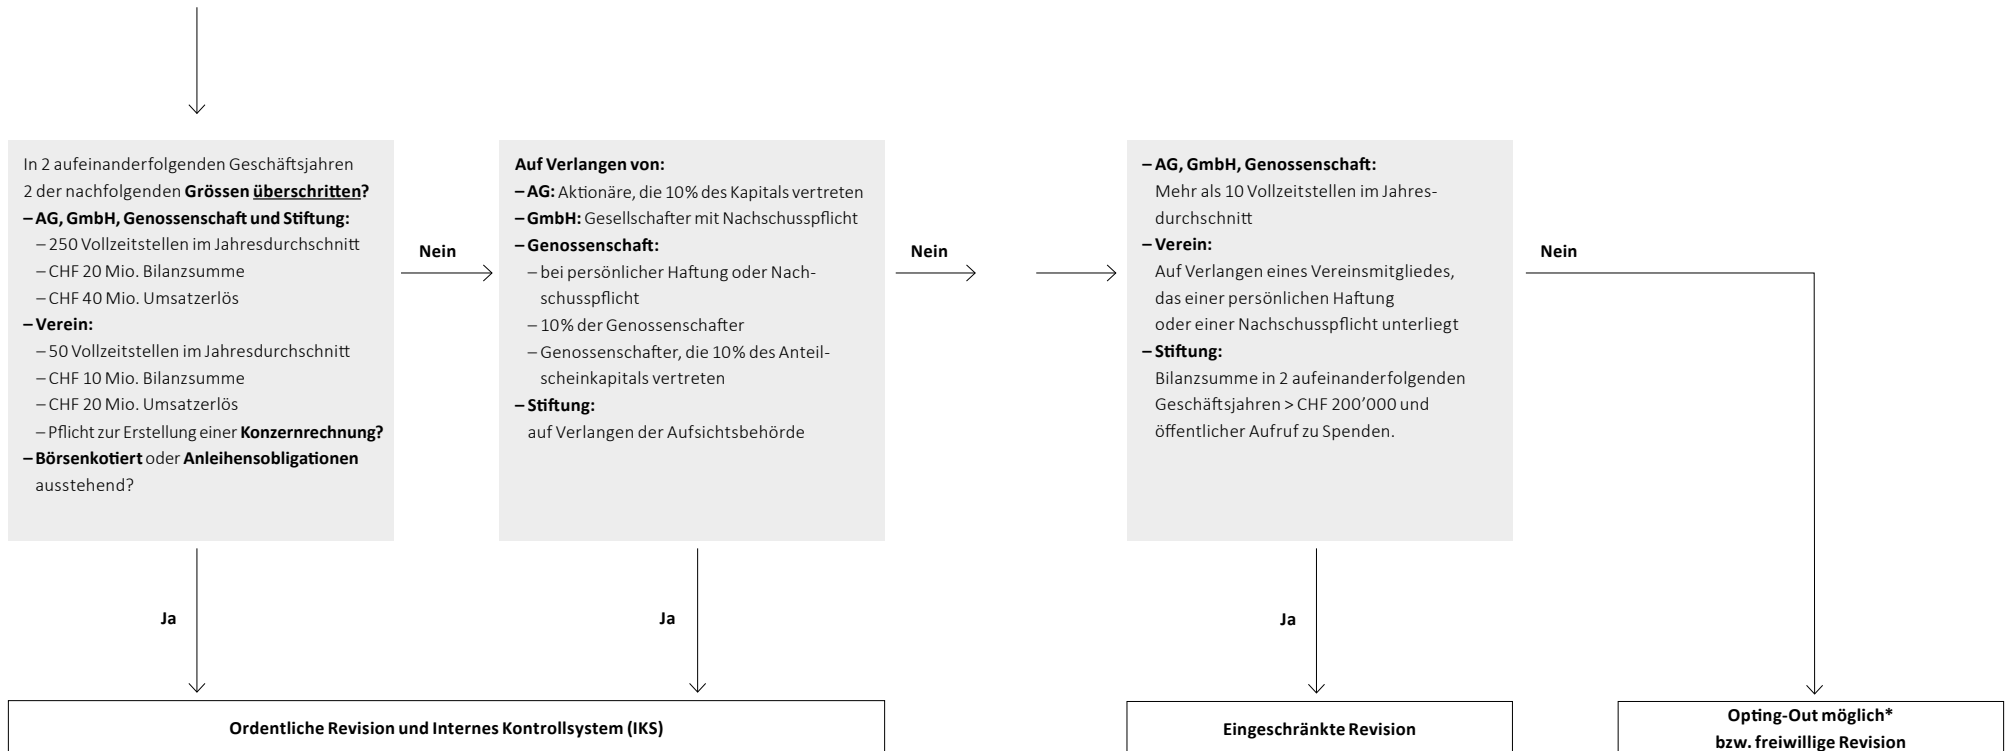 In 2 aufeinanderfolgenden Geschäftsjahren
2 der nachfolgenden Grössen überschritten?
– AG, GmbH, Genossenschaft und Stiftung:
– 250 Vollzeitstellen im Jahresdurchschnitt
– CHF 20 Mio. Bilanzsumme
– CHF 40 Mio. Umsatzerlös
– Verein:
– 50 Vollzeitstellen im Jahresdurchschnitt
– CHF 10 Mio. Bilanzsumme
– CHF 20 Mio. Umsatzerlös
– Pflicht zur Erstellung einer Konzernrechnung?
– Börsenkotiert oder Anleihensobligationen
ausstehend?
Nein
Auf Verlangen von:
– AG: Aktionäre, die 10% des Kapitals vertreten
– GmbH: Gesellschafter mit Nachschusspflicht
– Genossenschaft:
– bei persönlicher Haftung oder Nach-
schusspflicht
– 10% der Genossenschafter
– Genossenschafter, die 10% des Anteil-
scheinkapitals vertreten
– Stiftung:
auf Verlangen der Aufsichtsbehörde
Nein
– AG, GmbH, Genossenschaft:
Mehr als 10 Vollzeitstellen im Jahres-
durchschnitt
– Verein:
Auf Verlangen eines Vereinsmitgliedes,
das einer persönlichen Haftung
oder einer Nachschusspflicht unterliegt
– Stiftung:
Bilanzsumme in 2 aufeinanderfolgenden
Geschäftsjahren > CHF 200’000 und
öffentlicher Aufruf zu Spenden.
Nein
Ja
Ja
Ja
Ordentliche Revision und Internes Kontrollsystem (IKS)
Eingeschränkte Revision
Opting-Out möglich*
bzw. freiwillige Revision